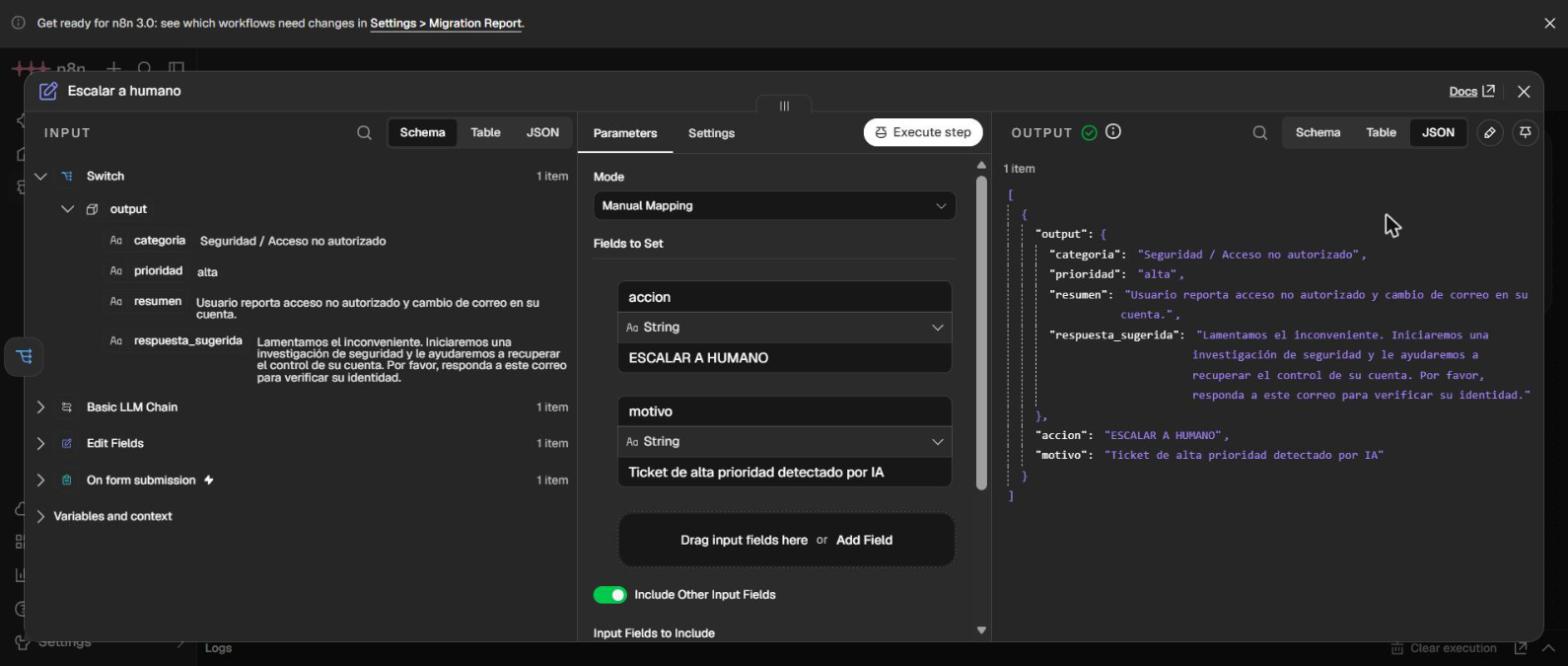 Get ready for n8n 3.0: see which workflows need changes in Settings > Migration Report.
n8n
Escalar a humano
Docs
INPUT
Schema
Table
JSON
Switch
1 item
output
Aa categoria Seguridad / Acceso no autorizado
Aa prioridad alta
Aa resumen Usuario reporta acceso no autorizado y cambio de correo en su
cuenta.
Aa respuesta_sugerida Lamentamos el inconveniente. Iniciaremos una
investigación de seguridad y le ayudaremos a recuperar
el control de su cuenta. Por favor, responda a este correo
para verificar su identidad.
Basic LLM Chain
1 item
Edit Fields
1 item
On form submission
1 item
Variables and context
Parameters
Settings
Execute step
Mode
Manual Mapping
Fields to Set
accion
Aa String
ESCALAR A HUMANO
motivo
Aa String
Ticket de alta prioridad detectado por IA
Drag input fields here or Add Field
Include Other Input Fields
Input Fields to Include
OUTPUT
Schema
Table
JSON
1 item
[
{
"output": {
"categoria": "Seguridad / Acceso no autorizado",
"prioridad": "alta",
"resumen": "Usuario reporta acceso no autorizado y cambio de correo en su
cuenta.",
"respuesta_sugerida": "Lamentamos el inconveniente. Iniciaremos una
investigación de seguridad y le ayudaremos a
recuperar el control de su cuenta. Por favor,
responda a este correo para verificar su identidad."
},
"accion": "ESCALAR A HUMANO",
"motivo": "Ticket de alta prioridad detectado por IA"
}
]
Settings
Logs
Clear execution